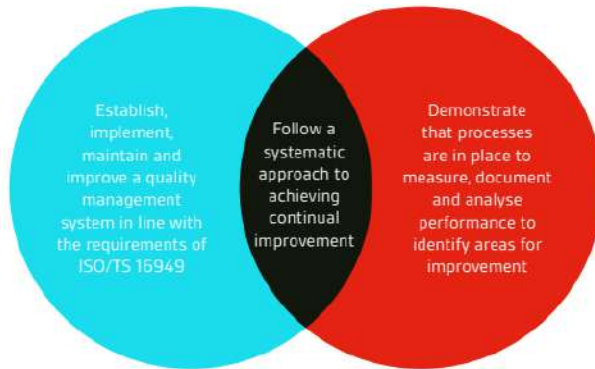 Establish,
implement,
maintain and
improve a quality
management
system in line with
the requirements of
ISO/TS 16949
Follow a
systematic
approach to
achieving
continual
improvement
Demonstrate
that processes
are in place to
measure, document
and analyse
performance to
identify areas for
improvement